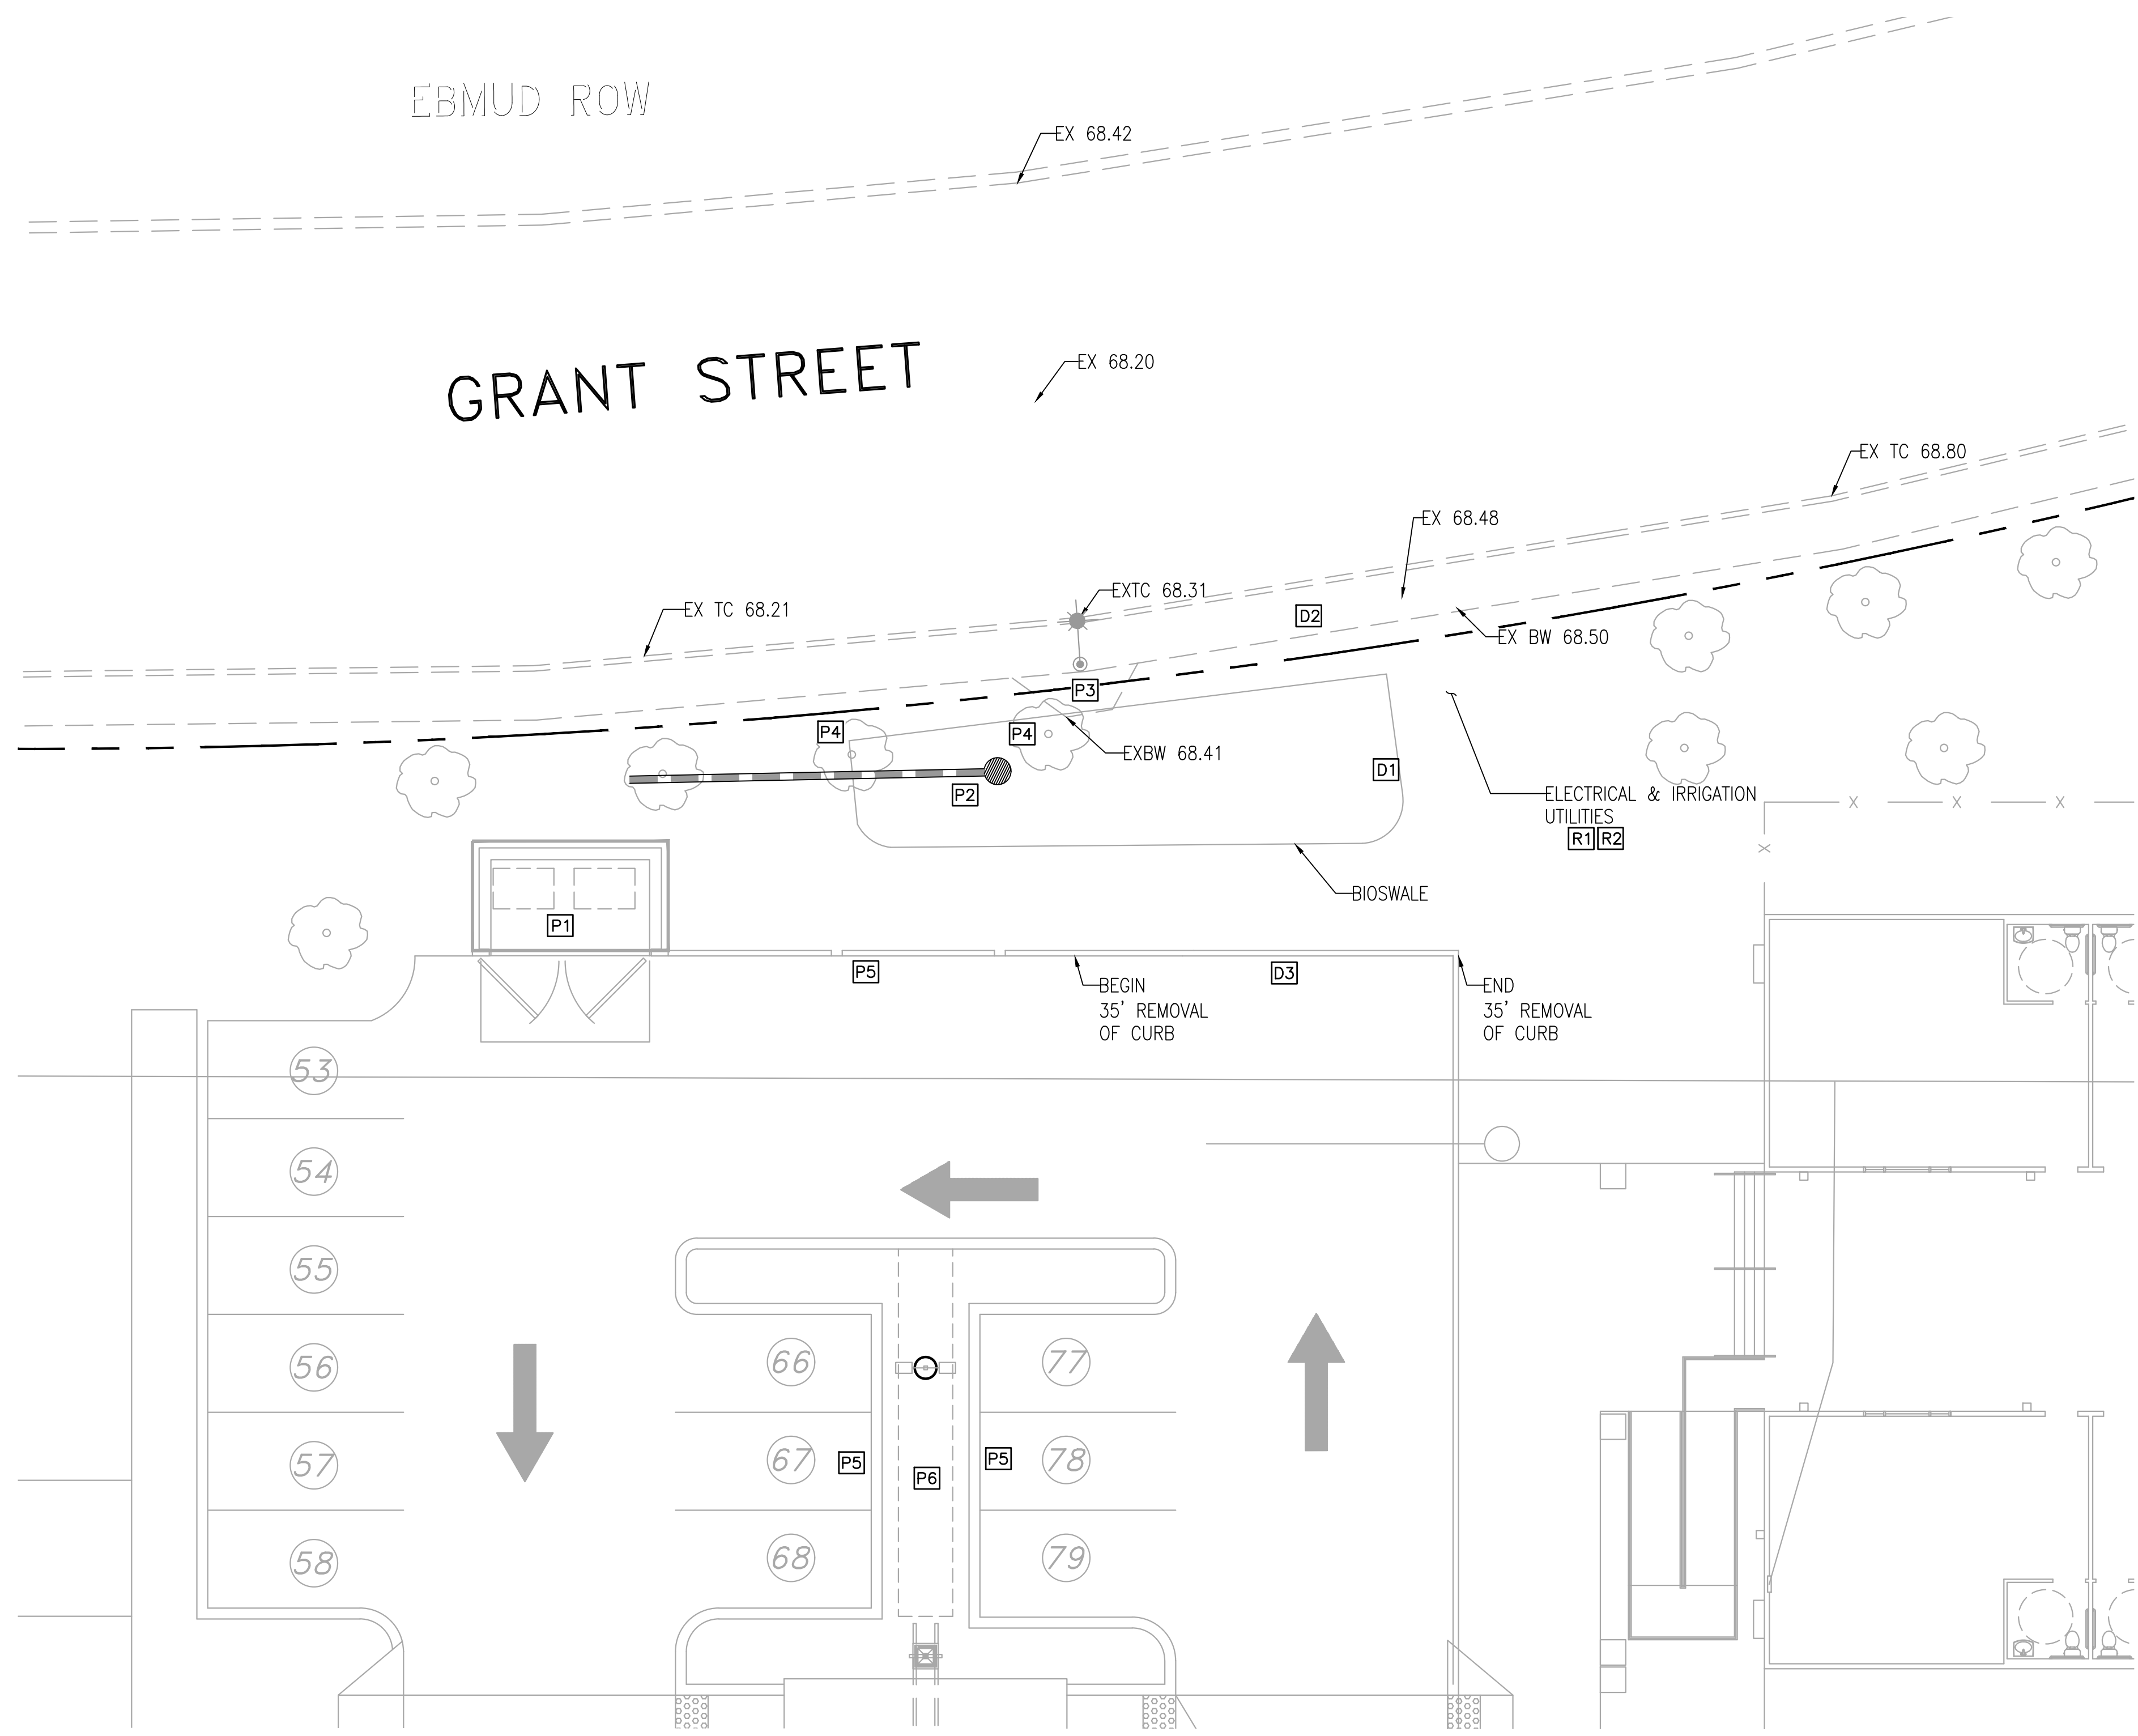 EBMUD ROW
EX 68.42
GRANT STREET
EX 68.20
EX TC 68.80
EX 68.48
EXTC 68.31
EX TC 68.21
D2
EX BW 68.50
P3
P4
P4
EXBW 68.41
D1
P2
ELECTRICAL & IRRIGATION
UTILITIES
R1 R2
BIOSWALE
P1
P5
D3
BEGIN
35' REMOVAL
OF CURB
END
35' REMOVAL
OF CURB
53
54
55
56
57
58
66
67
68
77
78
79
P5
P6
P5
X X X
X